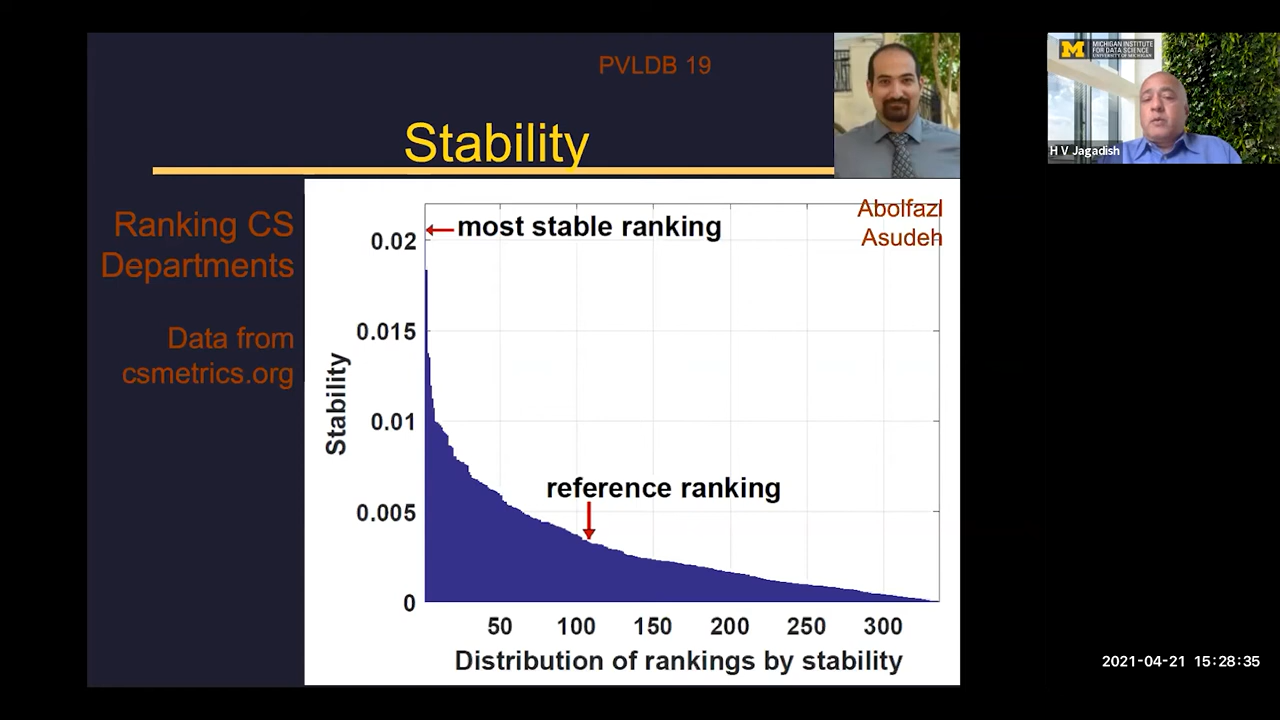 PVLDB 19
Stability
Abolfazl
Asudeh
Ranking CS
Departments
Data from
csmetrics.org
most stable ranking
reference ranking
Stability
0.02
0.015
0.01
0.005
0
50 100 150 200 250 300
Distribution of rankings by stability
M
MICHIGAN INSTITUTE
FOR DATA SCIENCE
UNIVERSITY OF MICHIGAN
H V Jagadish
2021-04-21 15:28:35